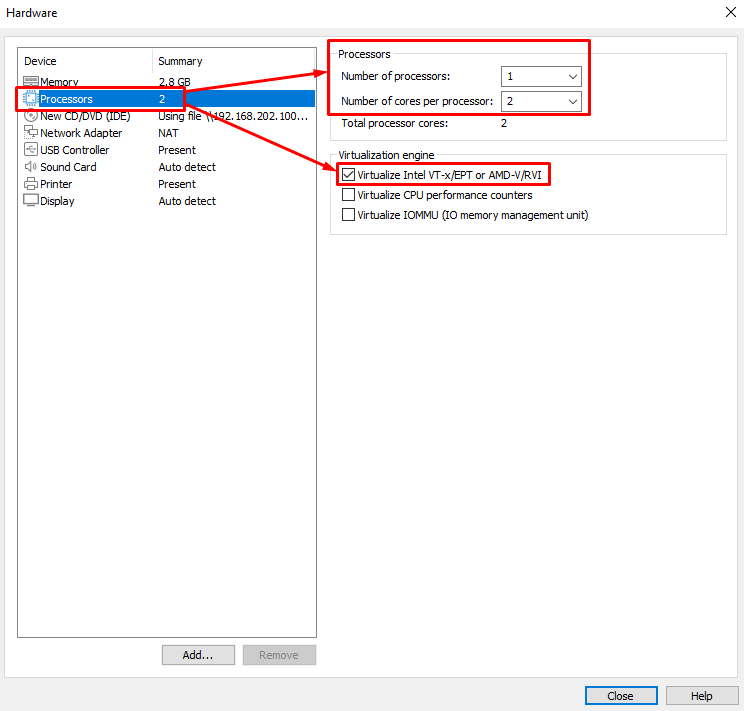 Hardware
Device Summary
Memory 2.8 GB
Processors 2
New CD/DVD (IDE) Using file \\192.168.202.100...
Network Adapter NAT
USB Controller Present
Sound Card Auto detect
Printer Present
Display Auto detect
Add...
Remove
Processors
Number of processors: 1
Number of cores per processor: 2
Total processor cores: 2
Virtualization engine
Virtualize Intel VT-x/EPT or AMD-V/RVI
Virtualize CPU performance counters
Virtualize IOMMU (IO memory management unit)
Close
Help